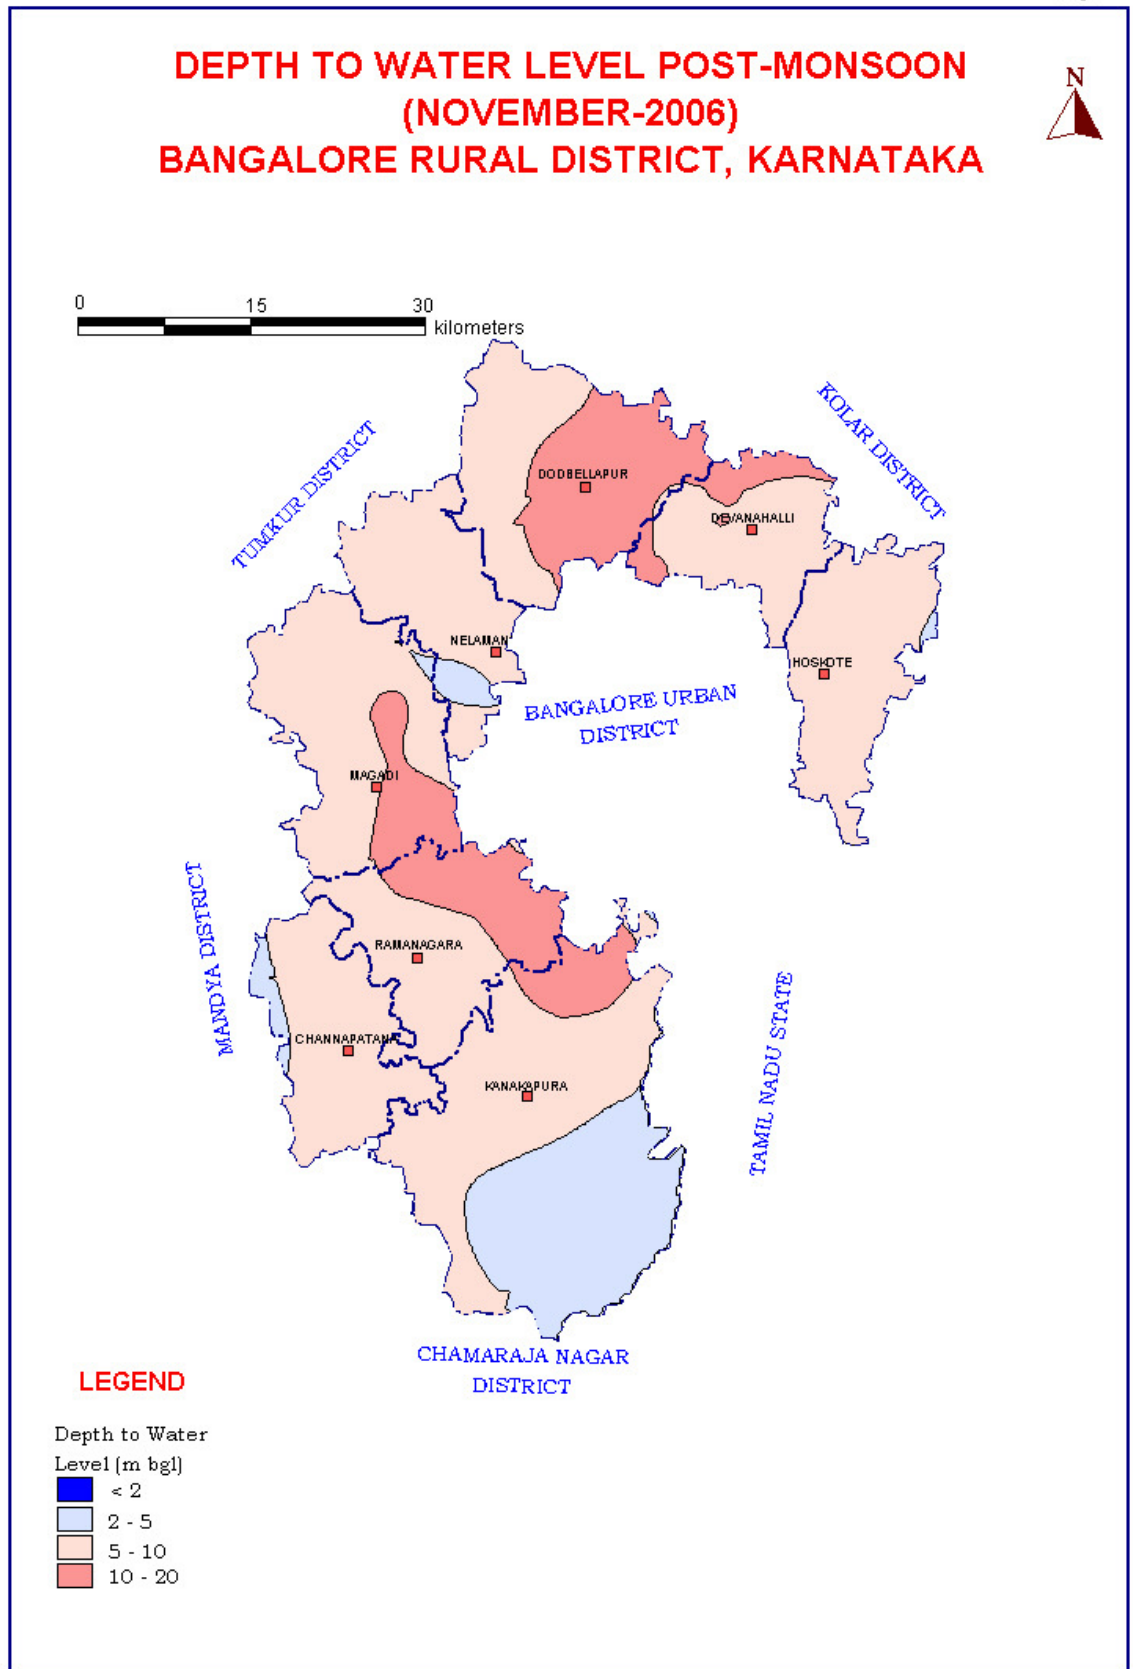 DEPTH TO WATER LEVEL POST-MONSOON
(NOVEMBER-2006)
BANGALORE RURAL DISTRICT, KARNATAKA
N
0 15 30
kilometers
TUMKUR DISTRICT
KOLAR DISTRICT
DODBELLAPUR
DEVANAHALLI
NELAMAN
HOSKOTE
BANGALORE URBAN
DISTRICT
MAGADI
MANDYA DISTRICT
RAMANAGARA
TAMIL NADU STATE
CHANNAPATANA
KANAKAPURA
CHAMARAJA NAGAR
DISTRICT
LEGEND
Depth to Water
Level (m bgl)
< 2
2 - 5
5 - 10
10 - 20